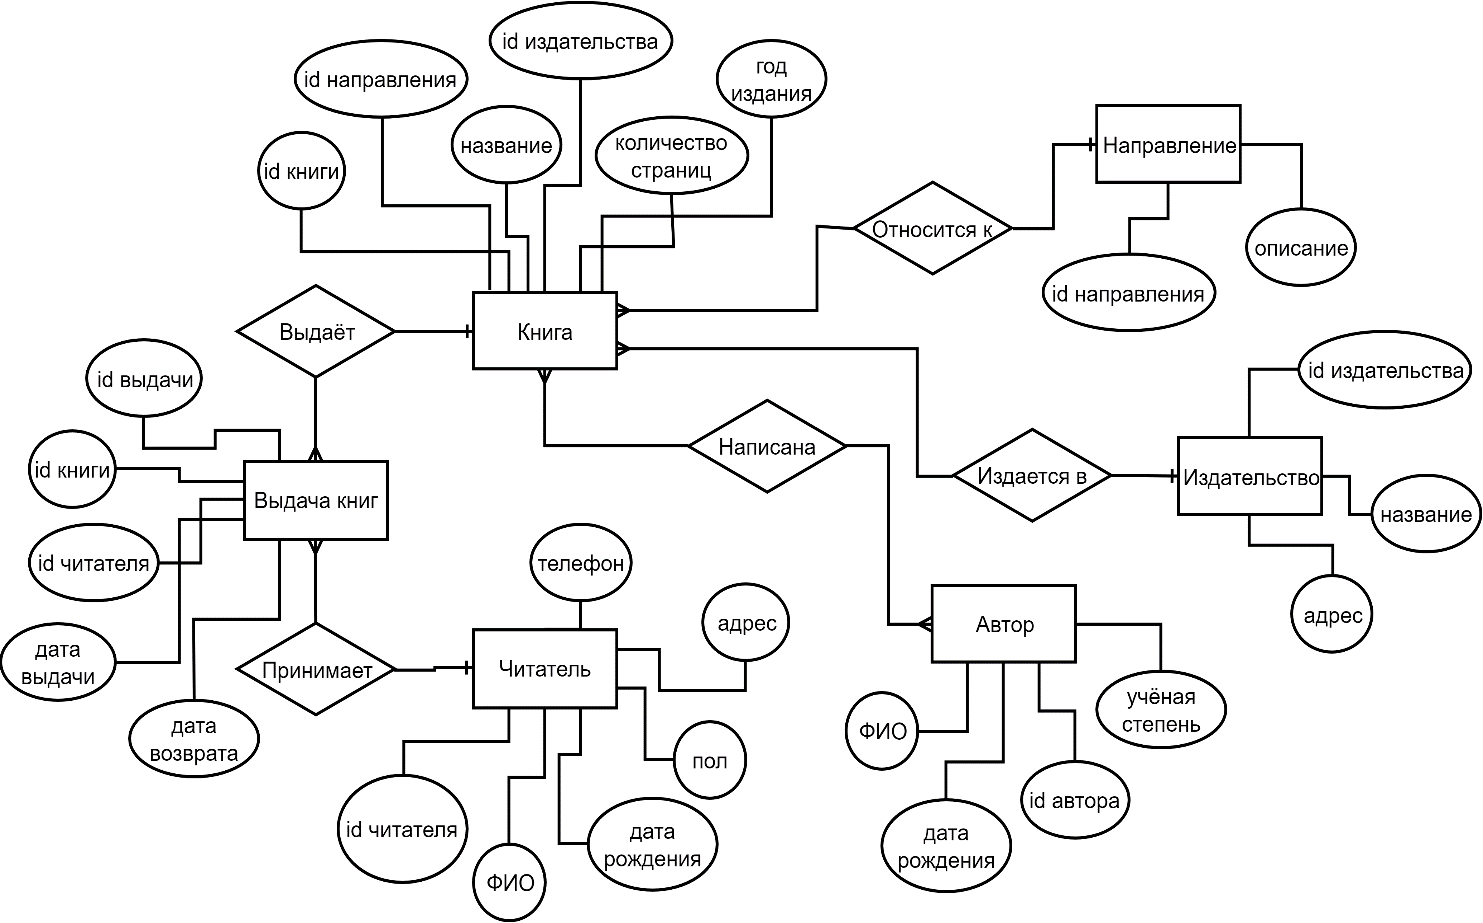 id издательства
год
издания
id направления
название
количество
страниц
id книги
Направление
Относится к
описание
id направления
Выдаёт
Книга
id выдачи
id издательства
Написана
id книги
Издается в
Издательство
Выдача книг
название
id читателя
телефон
адрес
адрес
Автор
дата
выдачи
Принимает
Читатель
учёная
степень
дата
возврата
ФИО
пол
id автора
id читателя
дата
рождения
дата
рождения
ФИО